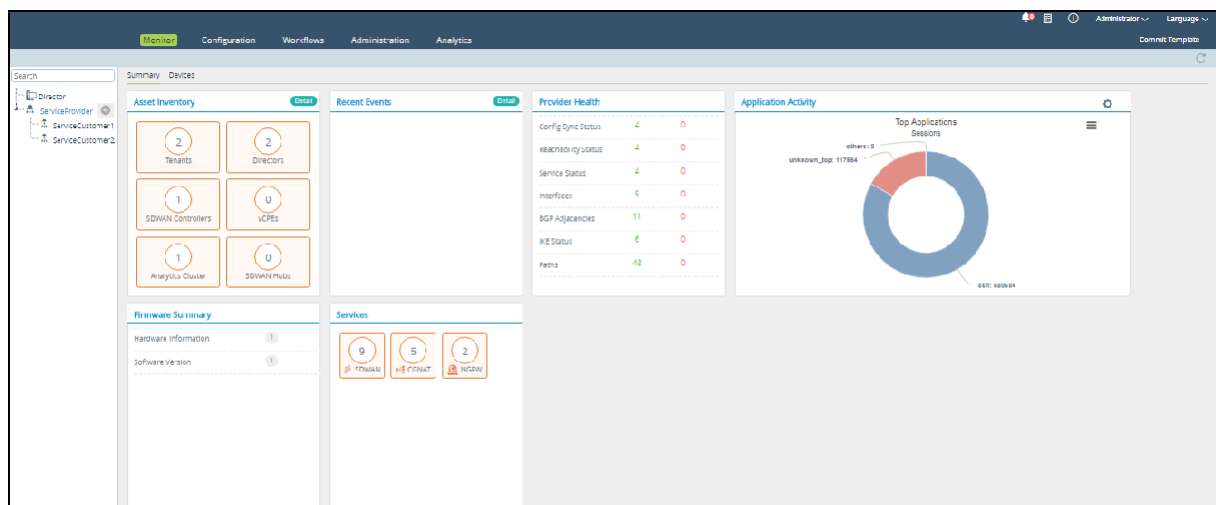 Administrator Language
Monitor Configuration Workflows Administration Analytics Commit Template
Search
Director
ServiceProvider
ServiceCustomer1
ServiceCustomer2
Summary Devices
Asset Inventory Detail
2 Tenants
2 Directors
1 SDWAN Controllers
0 vCPEs
1 Analytics Cluster
0 SDWAN Hubs
Recent Events Detail
Provider Health
Config Sync Status 4 0
Reachability Status 4 0
Service Status 4 0
Interfaces 0
BGP Adjacencies 11 0
IKE Status 6 0
Paths 0
Application Activity
Top Applications
Sessions
others:
unknown_top:
Firmware Summary
Hardware Information 1
Software Version 1
Services
9 SDWAN
5 CGNAT
2 NGFW